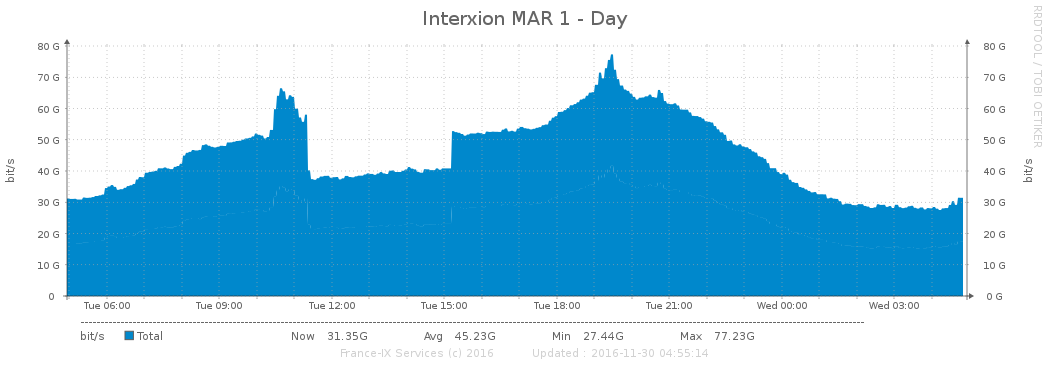 Interxion MAR 1 - Day
RRDTOOL / TOBI OETIKER
bit/s
bit/s
80 G 80 G
70 G 70 G
60 G 60 G
50 G 50 G
40 G 40 G
30 G 30 G
20 G 20 G
10 G 10 G
0 0 G
Tue 06:00 Tue 09:00 Tue 12:00 Tue 15:00 Tue 18:00 Tue 21:00 Wed 00:00 Wed 03:00
bit/s Total Now 31.35G Avg 45.23G Min 27.44G Max 77.23G
France-IX Services (c) 2016 Updated : 2016-11-30 04:55:14